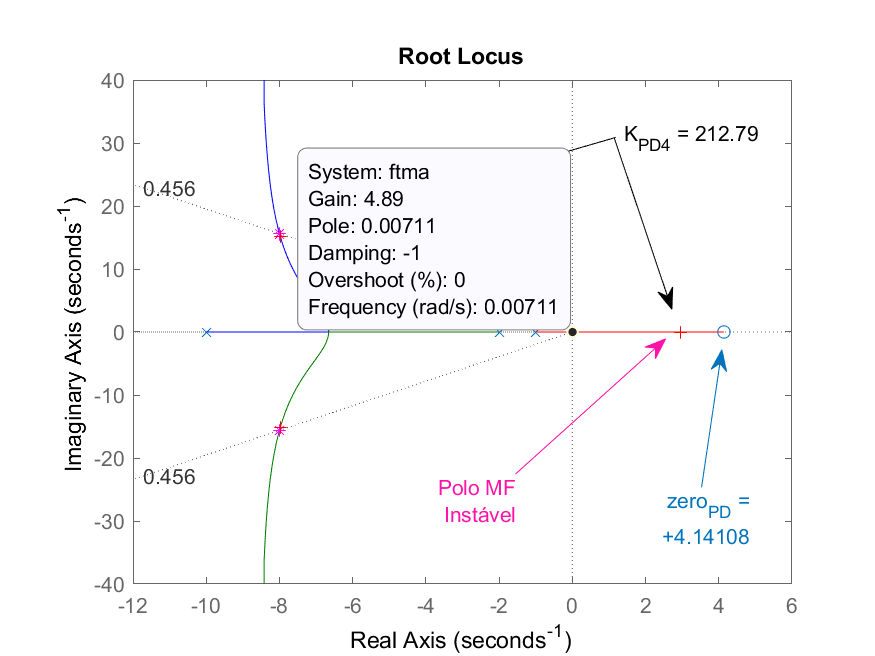 Root Locus
40
30
20
10
0
-10
-20
-30
-40
Imaginary Axis (seconds⁻¹)
0.456
0.456
System: ftma
Gain: 4.89
Pole: 0.00711
Damping: -1
Overshoot (%): 0
Frequency (rad/s): 0.00711
K_PD4 = 212.79
Polo MF
Instável
zero_PD =
+4.14108
-12 -10 -8 -6 -4 -2 0 2 4 6
Real Axis (seconds⁻¹)